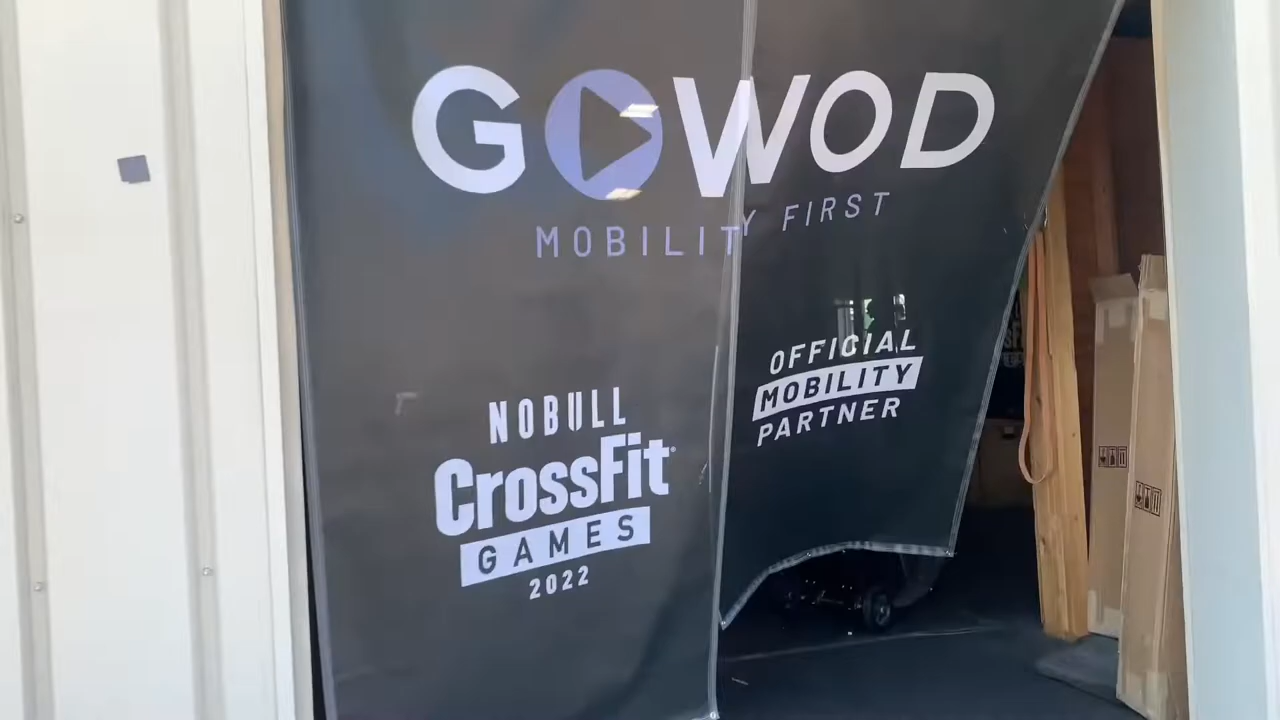 GOWOD
MOBILITY FIRST
NOBULL
CrossFit
GAMES
2022
OFFICIAL
MOBILITY
PARTNER